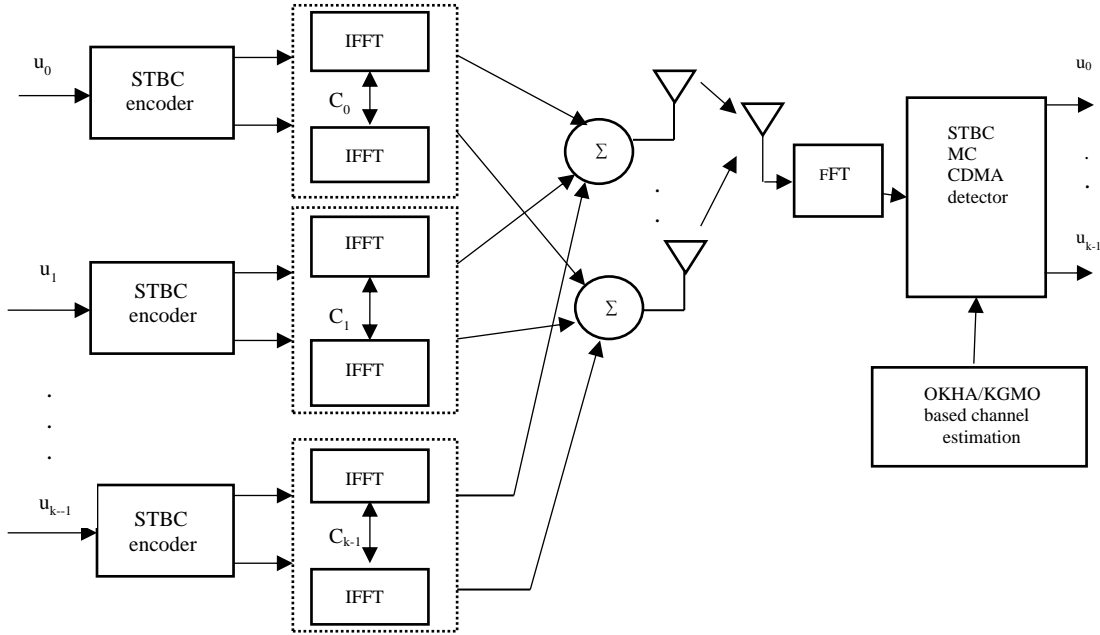 u0
STBC
encoder
IFFT
C0
IFFT
Σ
FFT
STBC
MC
CDMA
detector
u0
.
.
uk-1
.
.
u1
STBC
encoder
IFFT
C1
IFFT
Σ
OKHA/KGMO
based channel
estimation
.
.
.
uk--1
STBC
encoder
IFFT
Ck-1
IFFT